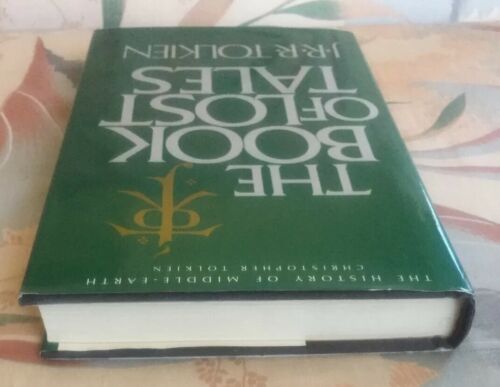 THE HISTORY OF MIDDLE-EARTH
CHRISTOPHER TOLKIEN
THE
BOOK
OF LOST
TALES
J·R·R·TOLKIEN